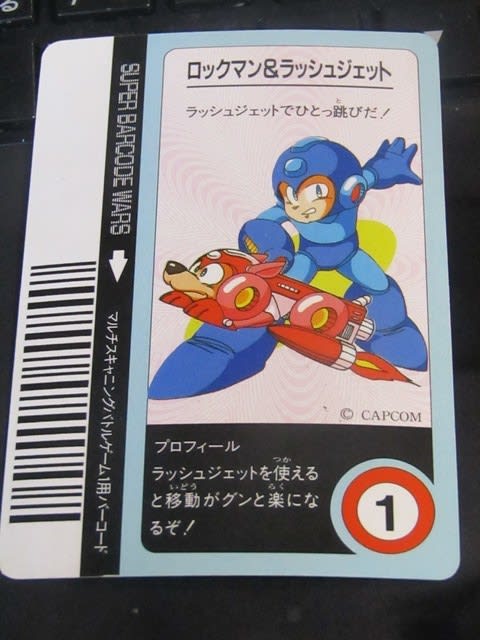 ロックマン&ラッシュジェット
ラッシュジェットでひとっ跳びだ!
© CAPCOM
プロフィール
ラッシュジェットを使える
と移動がグンと楽にな
るぞ!
1
SUPER BARCODE WARS
マルチスキャニングバトルゲーム1用バーコード